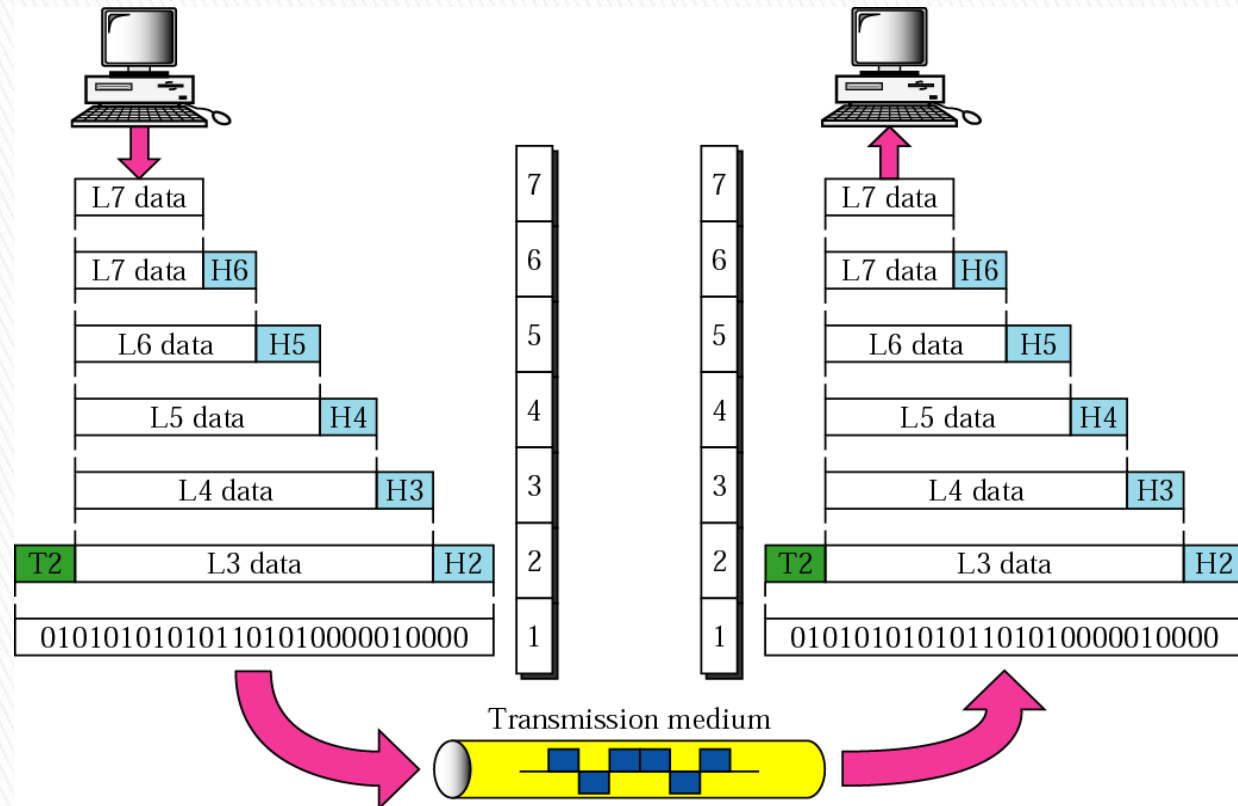 L7 data 7 7 L7 data
L7 data H6 6 6 L7 data H6
L6 data H5 5 5 L6 data H5
L5 data H4 4 4 L5 data H4
L4 data H3 3 3 L4 data H3
T2 L3 data H2 2 2 T2 L3 data H2
010101010101101010000010000 1 1 010101010101101010000010000
Transmission medium